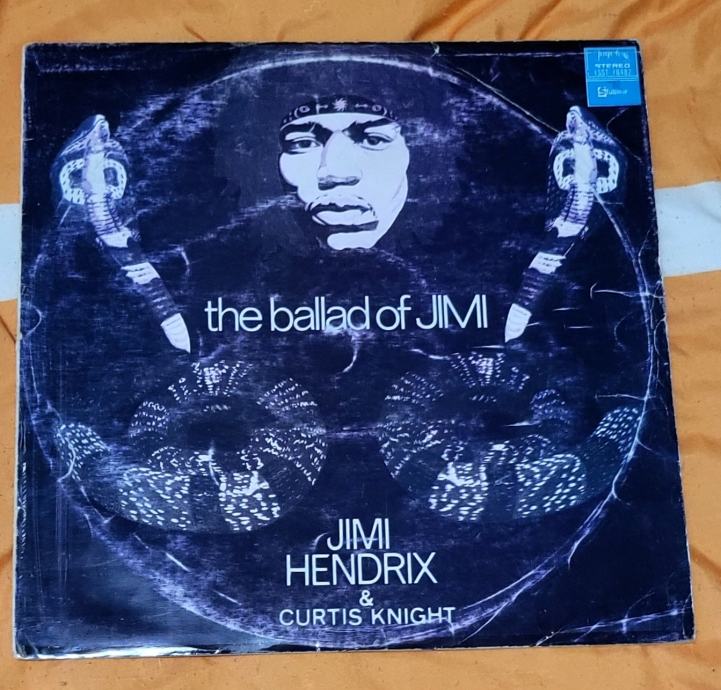 STEREO
the ballad of JIMI
JIMI
HENDRIX
&
CURTIS KNIGHT